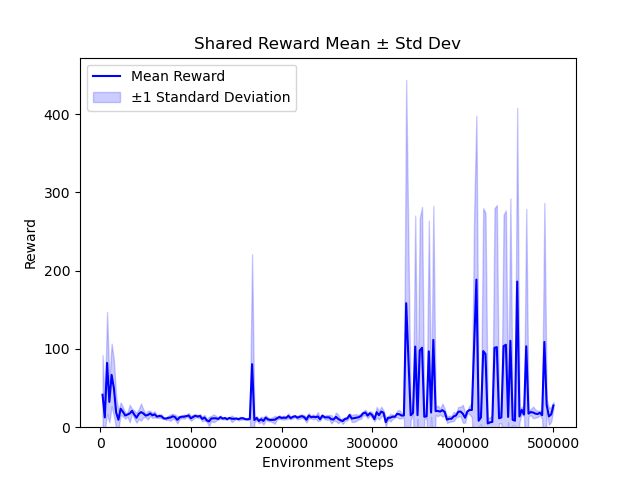 Shared Reward Mean ± Std Dev
Mean Reward
±1 Standard Deviation
400
300
200
100
0
Reward
0 100000 200000 300000 400000 500000
Environment Steps